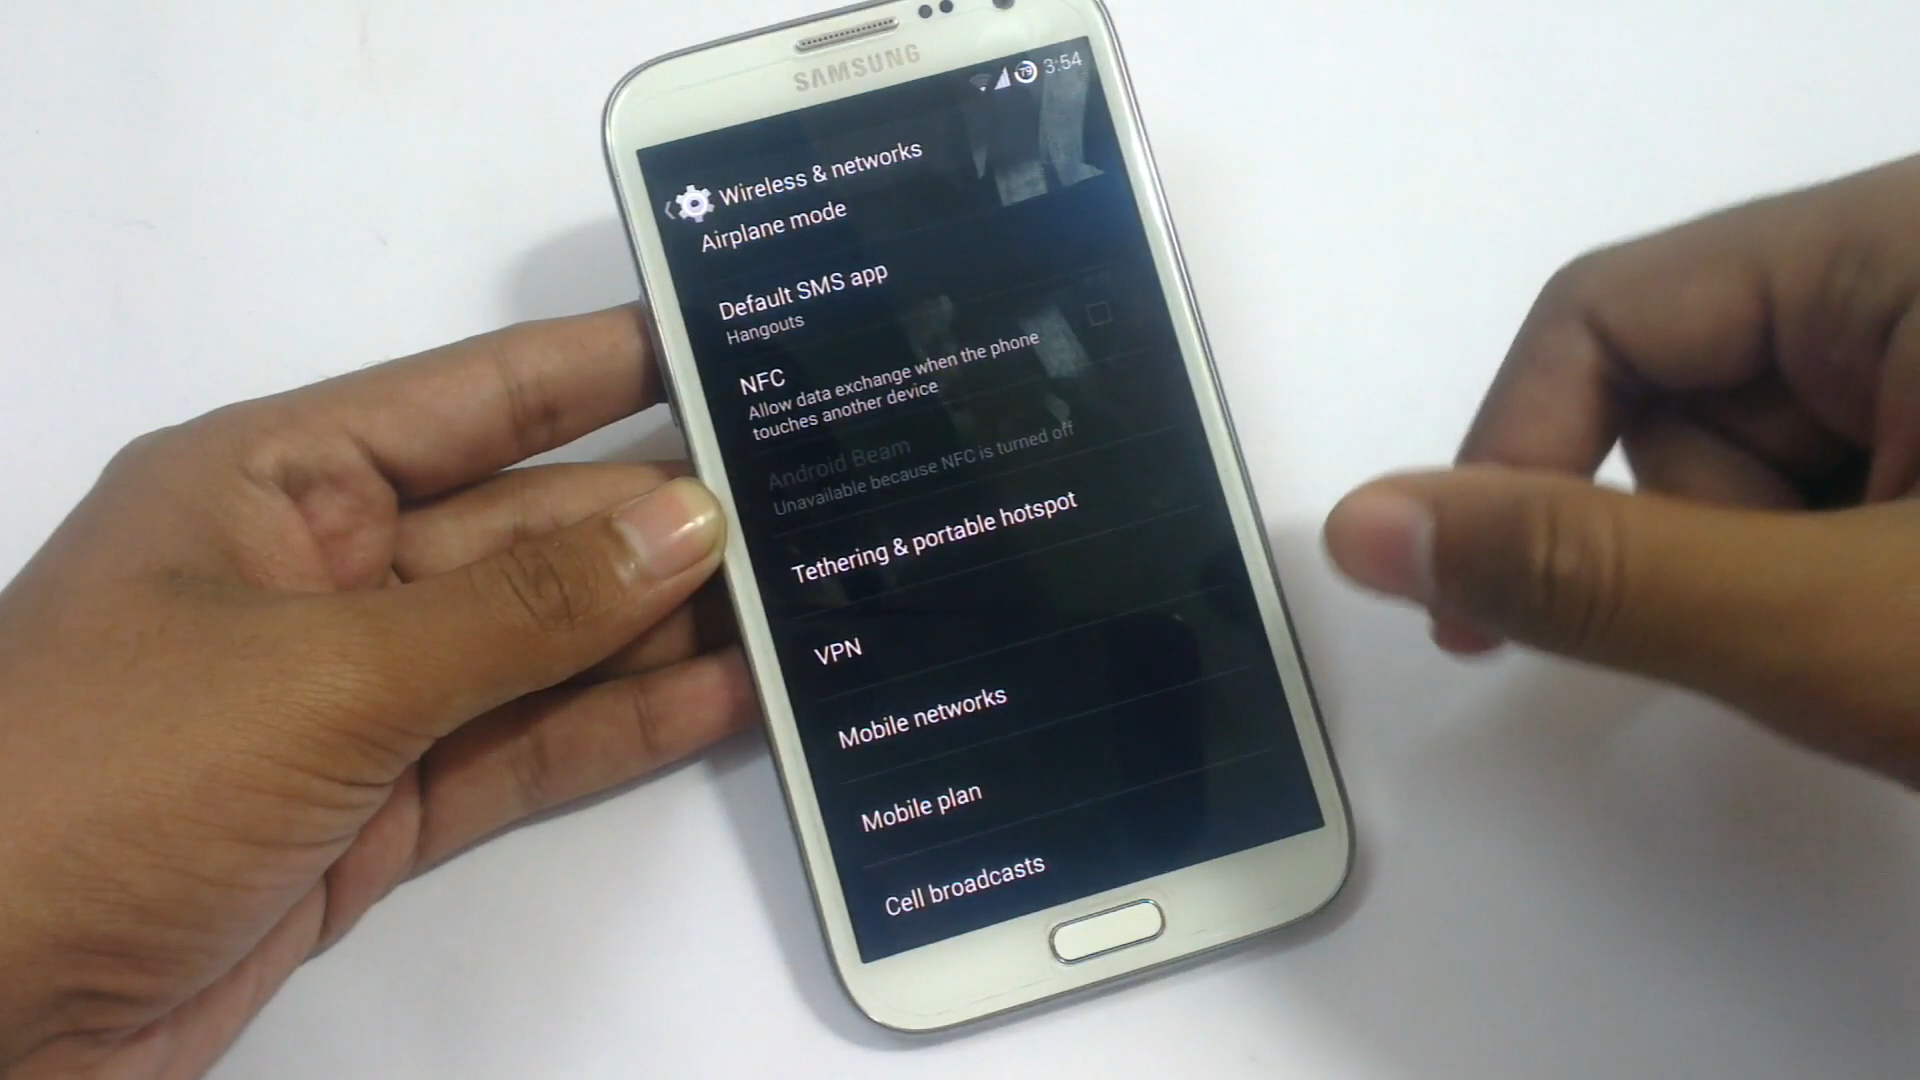 SAMSUNG
79 3:54
Wireless & networks
Airplane mode
Default SMS app
Hangouts
NFC
Allow data exchange when the phone
touches another device
Android Beam
Unavailable because NFC is turned off
Tethering & portable hotspot
VPN
Mobile networks
Mobile plan
Cell broadcasts